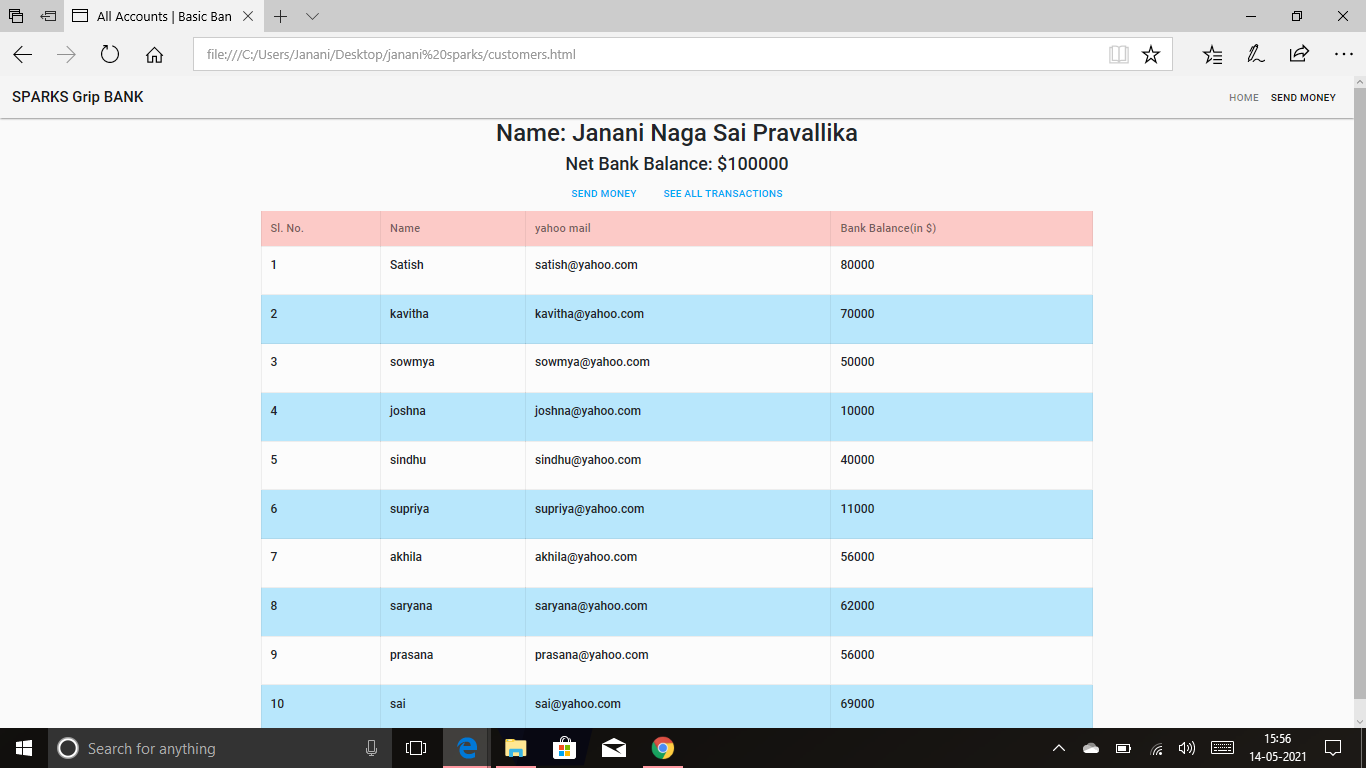 All Accounts | Basic Ban
file:///C:/Users/Janani/Desktop/janani%20sparks/customers.html
SPARKS Grip BANK HOME SEND MONEY
Name: Janani Naga Sai Pravallika
Net Bank Balance: $100000
SEND MONEY SEE ALL TRANSACTIONS
Sl. No. Name yahoo mail Bank Balance(in $)
1 Satish satish@yahoo.com 80000
2 kavitha kavitha@yahoo.com 70000
3 sowmya sowmya@yahoo.com 50000
4 joshna joshna@yahoo.com 10000
5 sindhu sindhu@yahoo.com 40000
6 supriya supriya@yahoo.com 11000
7 akhila akhila@yahoo.com 56000
8 saryana saryana@yahoo.com 62000
9 prasana prasana@yahoo.com 56000
10 sai sai@yahoo.com 69000
Search for anything
15:56
14-05-2021